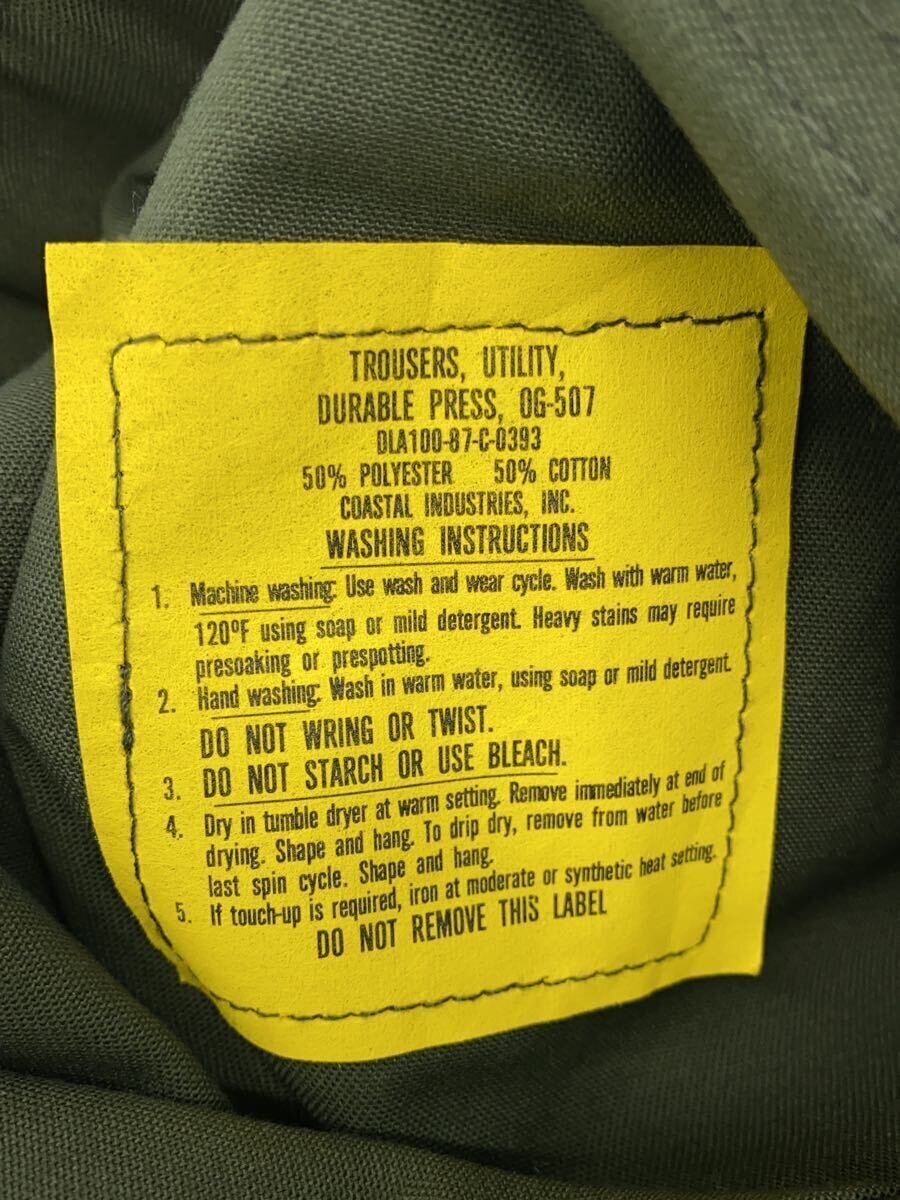 TROUSERS, UTILITY,
DURABLE PRESS, OG-507
DLA100-87-C-0393
50% POLYESTER 50% COTTON
COASTAL INDUSTRIES, INC.
WASHING INSTRUCTIONS
1. Machine washing: Use wash and wear cycle. Wash with warm water,
120°F using soap or mild detergent. Heavy stains may require
presoaking or prespotting.
2. Hand washing: Wash in warm water, using soap or mild detergent.
DO NOT WRING OR TWIST.
3. DO NOT STARCH OR USE BLEACH.
4. Dry in tumble dryer at warm setting. Remove immediately at end of
drying. Shape and hang. To drip dry, remove from water before
last spin cycle. Shape and hang.
5. If touch-up is required, iron at moderate or synthetic heat setting.
DO NOT REMOVE THIS LABEL